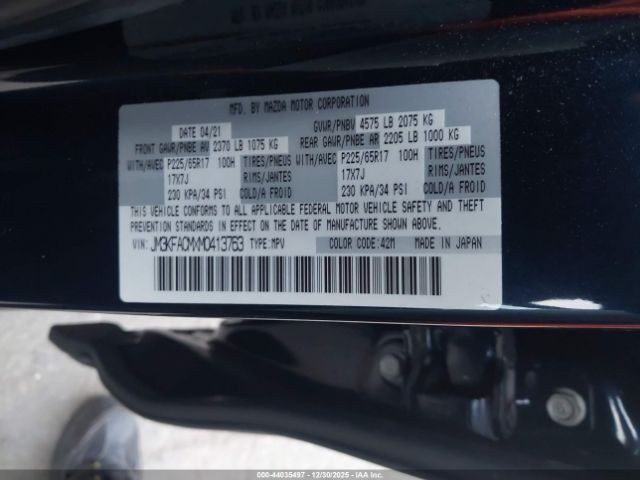 MFD. BY MAZDA MOTOR CORPORATION
DATE 04/21 GVWR/PNBV 4575 LB 2075 KG
FRONT GAWR/PNBE AV 2370 LB 1075 KG REAR GAWR/PNBE AR 2205 LB 1000 KG
WITH/AVEC P225/65R17 100H TIRES/PNEUS WITH/AVEC P225/65R17 100H TIRES/PNEUS
17X7J RIMS/JANTES 17X7J RIMS/JANTES
230 KPA/34 PSI COLD/A FROID 230 KPA/34 PSI COLD/A FROID
THIS VEHICLE CONFORMS TO ALL APPLICABLE FEDERAL MOTOR VEHICLE SAFETY AND THEFT
PREVENTION STANDARDS IN EFFECT ON THE DATE OF MANUFACTURE SHOWN ABOVE.
VIN: JM3KFACMXM0413763 TYPE:MPV COLOR CODE:42M MADE IN JAPAN
000-44035497 - 12/30/2025 - IAAI.CA